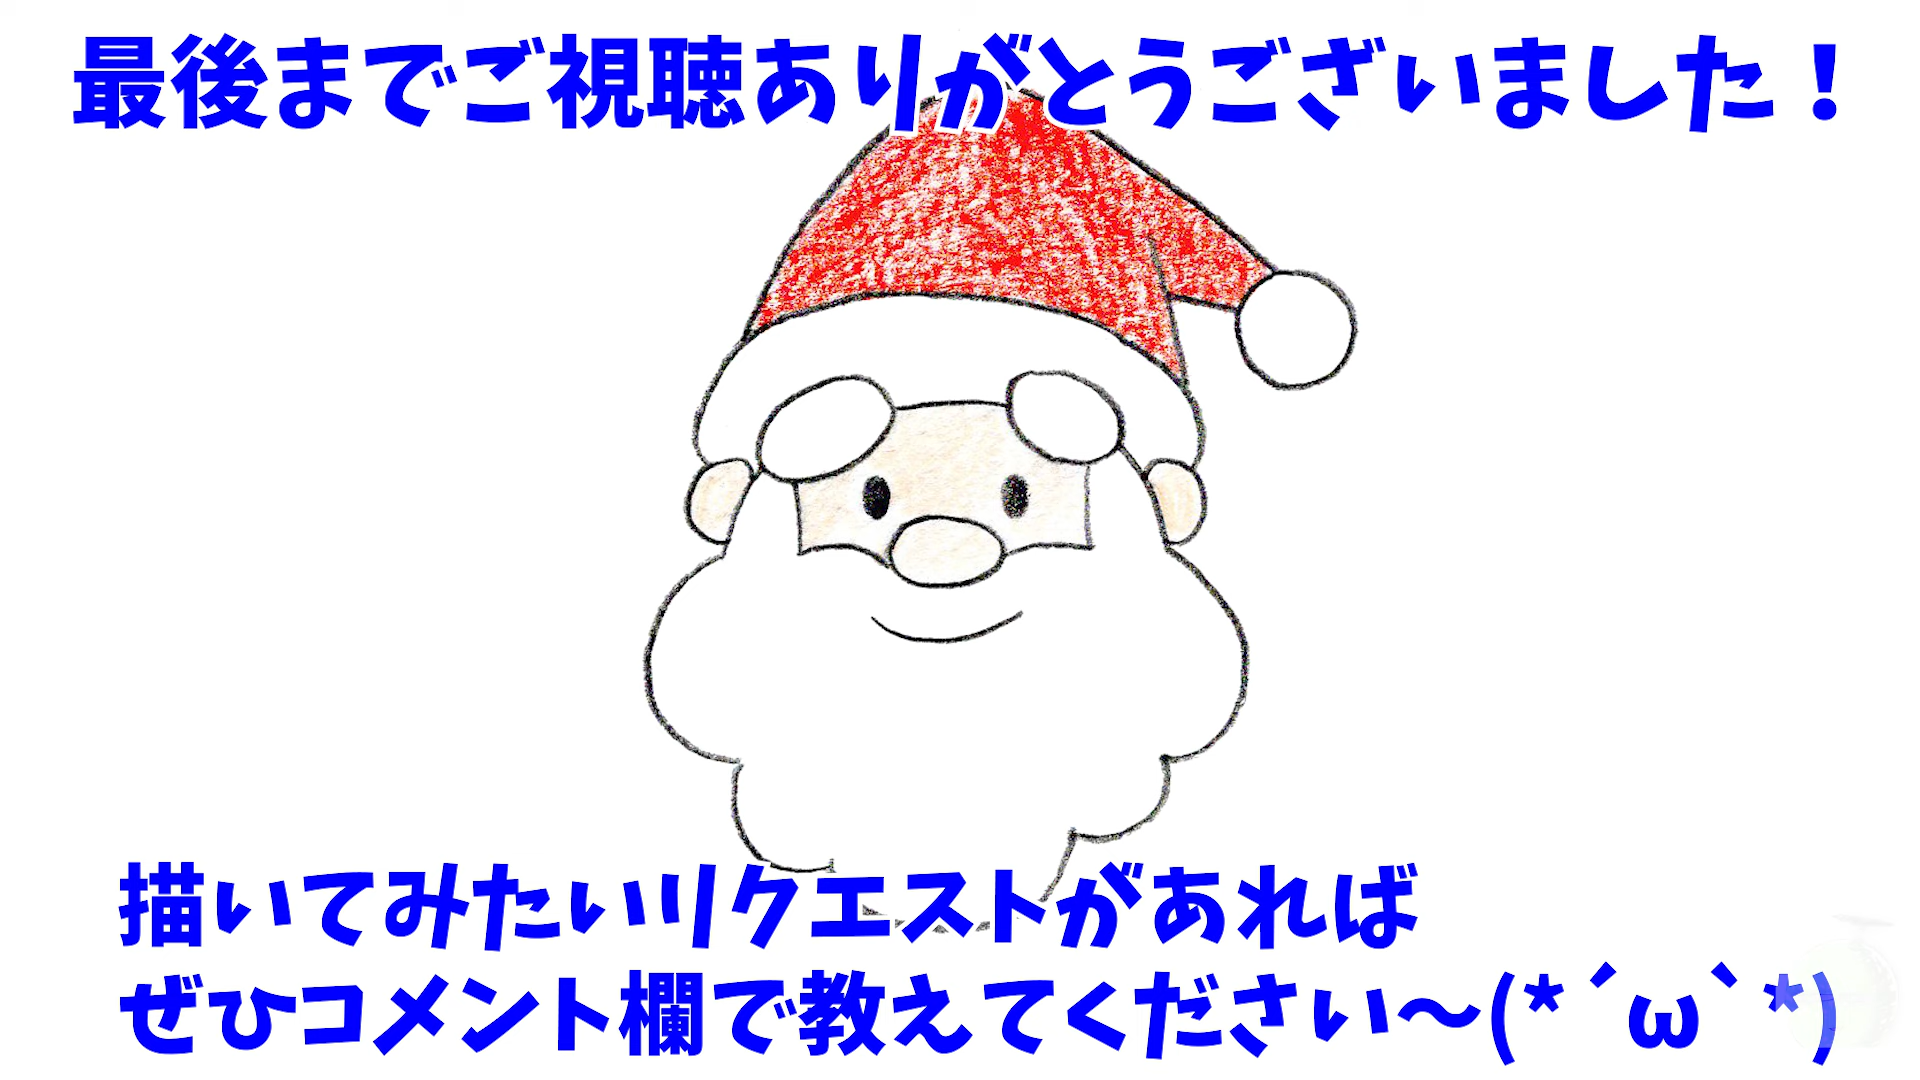 最後までご視聴ありがとうございました！
描いてみたいリクエストがあれば
ぜひコメント欄で教えてください～(*´ω`*)